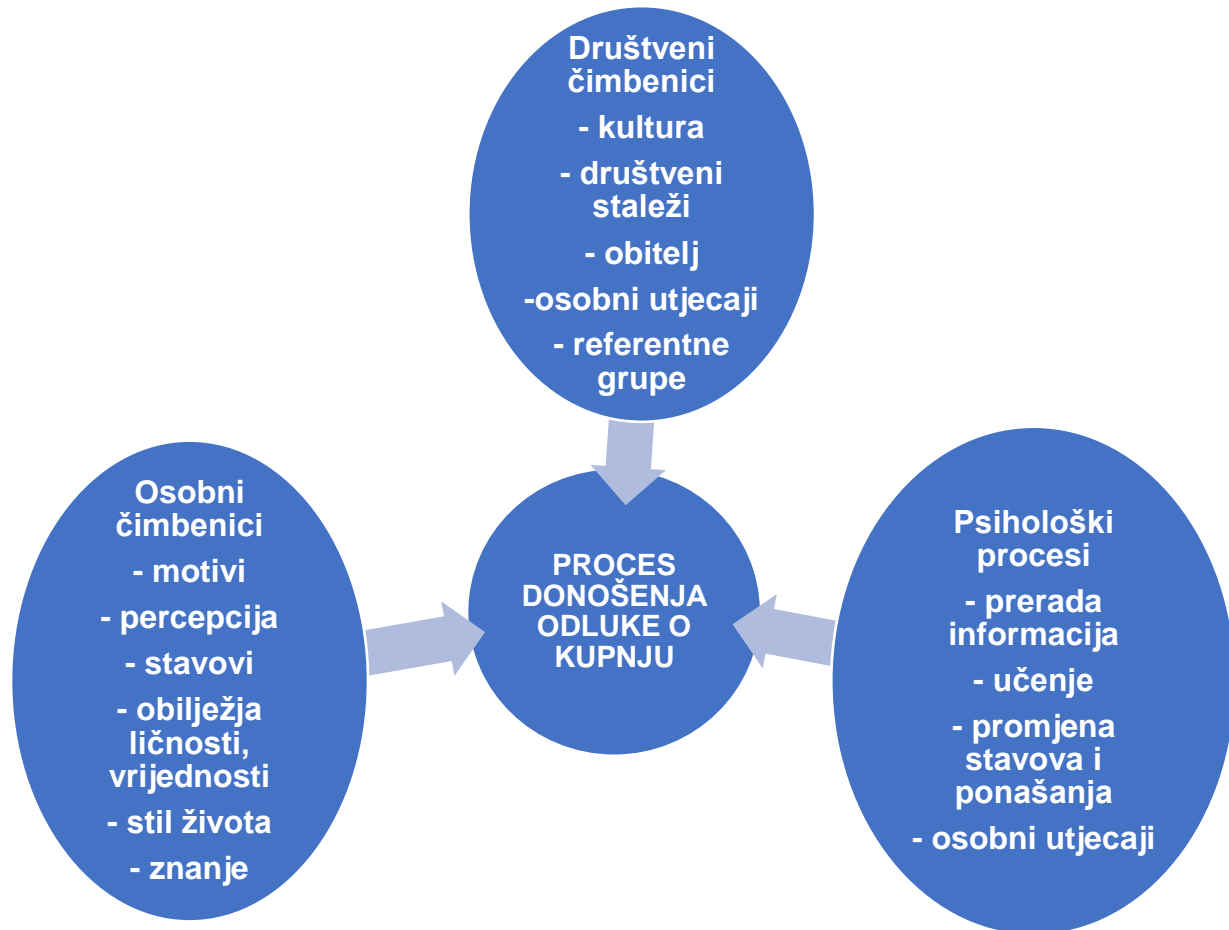 Društveni
čimbenici
- kultura
- društveni
staleži
- obitelj
-osobni utjecaji
- referentne
grupe
Osobni
čimbenici
- motivi
- percepcija
- stavovi
- obilježja
ličnosti,
vrijednosti
- stil života
- znanje
PROCES
DONOŠENJA
ODLUKE O
KUPNJU
Psihološki
procesi
- prerada
informacija
- učenje
- promjena
stavova i
ponašanja
- osobni utjecaji